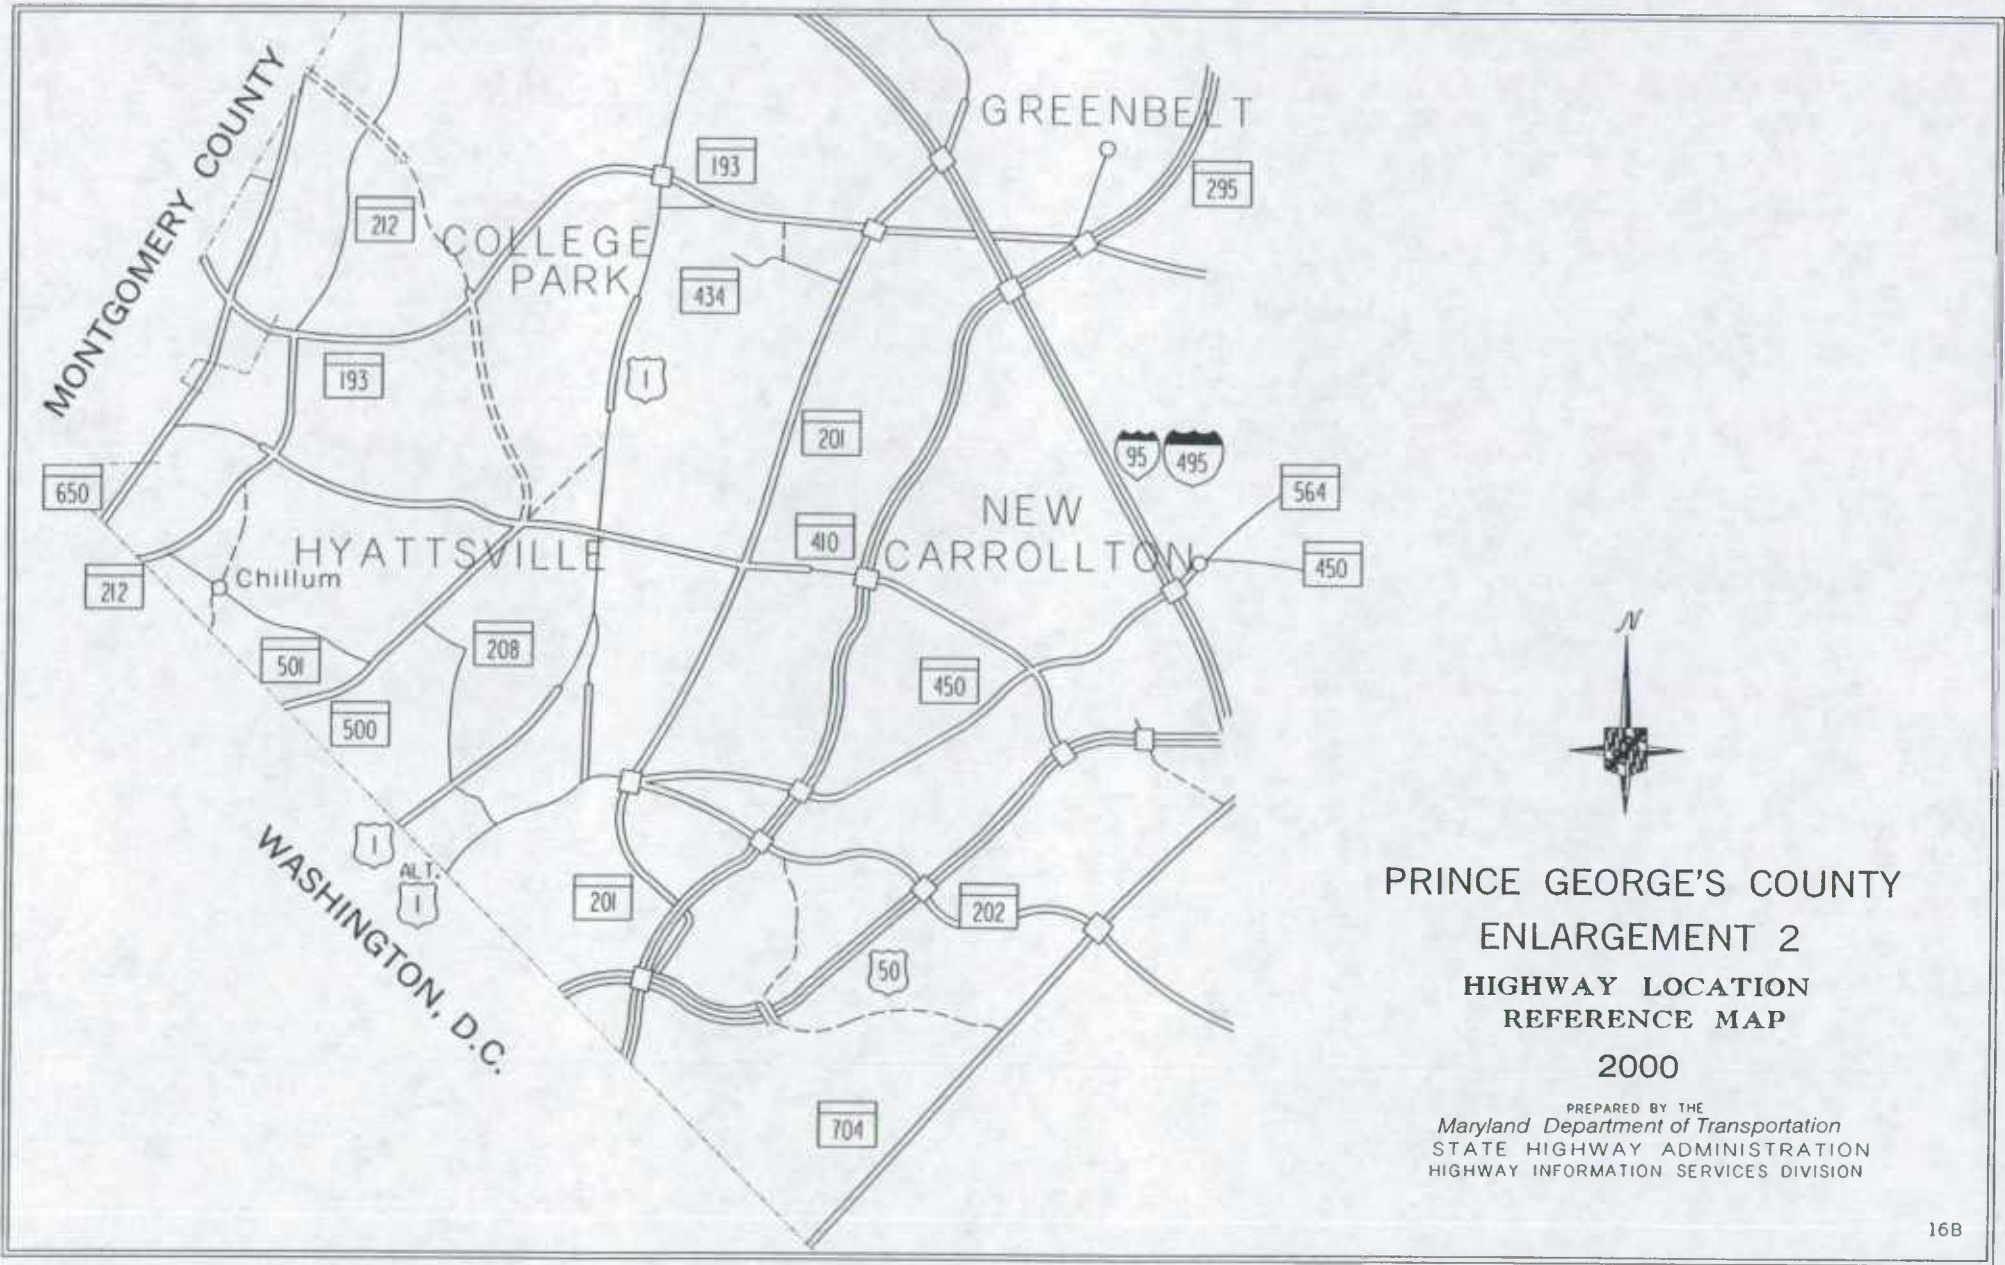 MONTGOMERY COUNTY
GREENBELT
193
295
212
COLLEGE
PARK
434
1
193
201
95
495
650
564
NEW
CARROLLTON
410
450
HYATTSVILLE
212
Chillum
N
208
501
450
500
1
ALT.
1
WASHINGTON, D.C.
201
202
50
704
PRINCE GEORGE'S COUNTY
ENLARGEMENT 2
HIGHWAY LOCATION
REFERENCE MAP
2000
PREPARED BY THE
Maryland Department of Transportation
STATE HIGHWAY ADMINISTRATION
HIGHWAY INFORMATION SERVICES DIVISION
16B